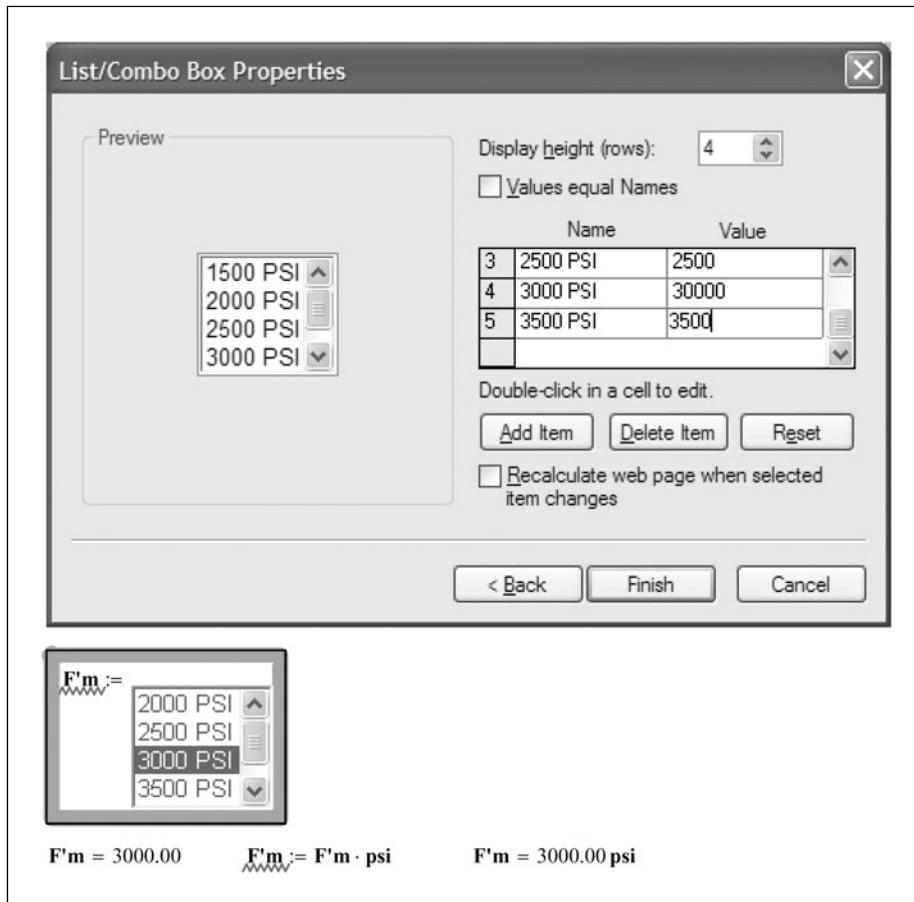 List/Combo Box Properties
Preview
1500 PSI
2000 PSI
2500 PSI
3000 PSI
Display height (rows): 4
Values equal Names
Name Value
3 2500 PSI 2500
4 3000 PSI 30000
5 3500 PSI 3500
Double-click in a cell to edit.
Add Item Delete Item Reset
Recalculate web page when selected
item changes
< Back Finish Cancel
F'm :=
2000 PSI
2500 PSI
3000 PSI
3500 PSI
F'm = 3000.00 F'm := F'm · psi F'm = 3000.00 psi